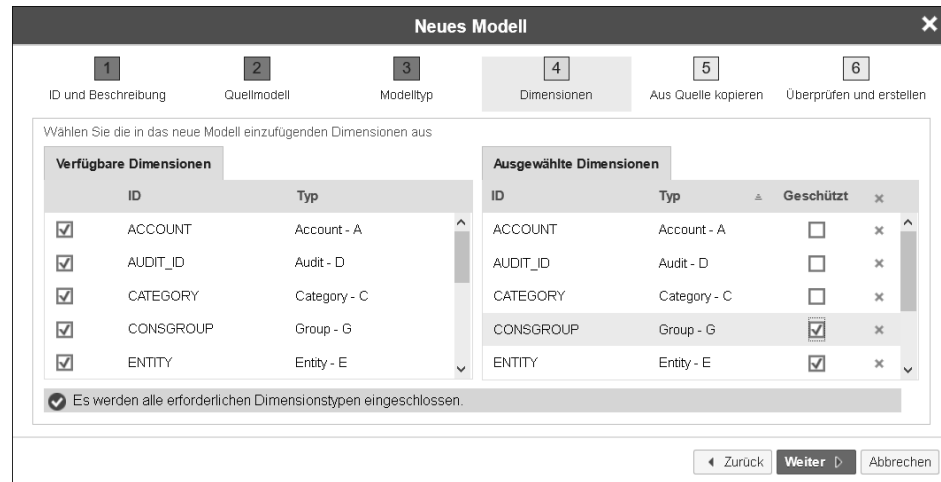 Neues Modell
1 2 3 4 5 6
ID und Beschreibung Quellmodell Modelltyp Dimensionen Aus Quelle kopieren Überprüfen und erstellen
Wählen Sie die in das neue Modell einzufügenden Dimensionen aus
Verfügbare Dimensionen
ID Typ
ACCOUNT Account - A
AUDIT_ID Audit - D
CATEGORY Category - C
CONSGROUP Group - G
ENTITY Entity - E
Ausgewählte Dimensionen
ID Typ Geschützt
ACCOUNT Account - A
AUDIT_ID Audit - D
CATEGORY Category - C
CONSGROUP Group - G
ENTITY Entity - E
Es werden alle erforderlichen Dimensionstypen eingeschlossen.
Zurück Weiter Abbrechen